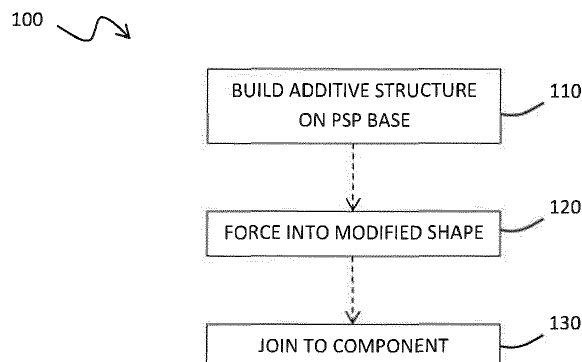 100
BUILD ADDITIVE STRUCTURE
ON PSP BASE
110
FORCE INTO MODIFIED SHAPE
120
JOIN TO COMPONENT
130